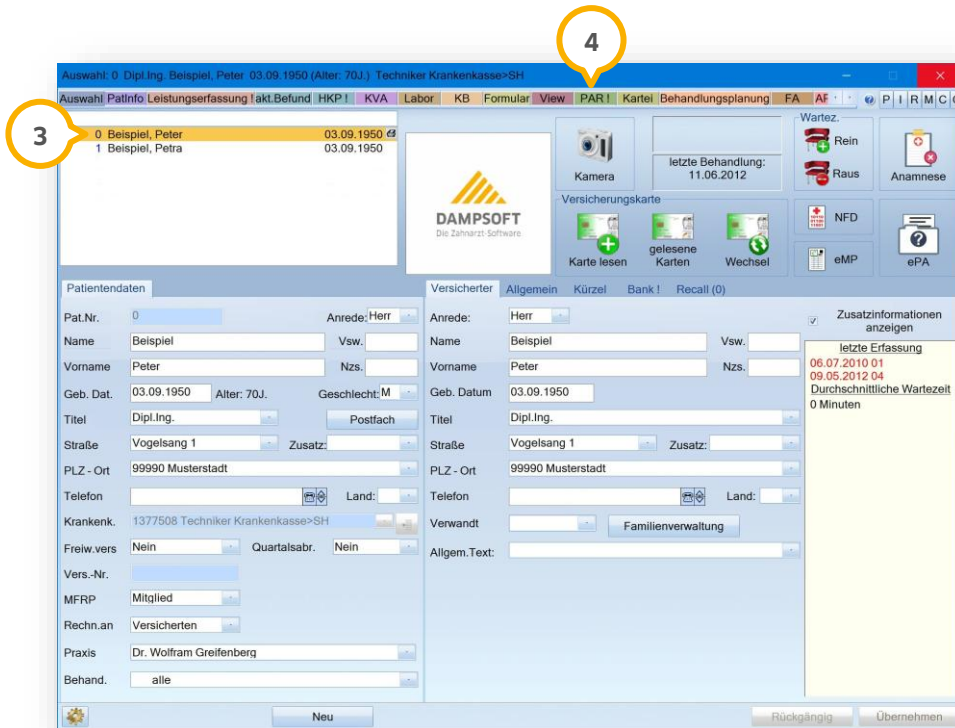 4
Auswahl: 0 Dipl.Ing. Beispiel, Peter 03.09.1950 (Alter: 70J.) Techniker Krankenkasse>SH
Auswahl PatInfo Leistungserfassung ! akt.Befund HKP ! KVA Labor KB Formular View PAR ! Kartei Behandlungsplanung FA P I R M C
3
0 Beispiel, Peter 03.09.1950
1 Beispiel, Petra 03.09.1950
DAMPSOFT
Die Zahnarzt-Software
Kamera
letzte Behandlung:
11.06.2012
Wartez.
Rein
Raus
Anamnese
Versicherungskarte
Karte lesen
gelesene
Karten
Wechsel
NFD
eMP
ePA
Patientendaten
Pat.Nr. 0 Anrede: Herr
Name Beispiel Vsw.
Vorname Peter Nzs.
Geb. Dat. 03.09.1950 Alter: 70J. Geschlecht: M
Titel Dipl.Ing. Postfach
Straße Vogelsang 1 Zusatz:
PLZ - Ort 99990 Musterstadt
Telefon Land:
Krankenk. 1377508 Techniker Krankenkasse>SH
Freiw.vers Nein Quartalsabr. Nein
Vers.-Nr.
MFRP Mitglied
Rechn.an Versicherten
Praxis Dr. Wolfram Greifenberg
Behand. alle
Versicherter Allgemein Kürzel Bank ! Recall (0)
Anrede: Herr
Name Beispiel Vsw.
Vorname Peter Nzs.
Geb. Datum 03.09.1950
Titel Dipl.Ing.
Straße Vogelsang 1 Zusatz:
PLZ - Ort 99990 Musterstadt
Telefon Land:
Verwandt Familienverwaltung
Allgem.Text:
Zusatzinformationen
anzeigen
letzte Erfassung
06.07.2010 01
09.05.2012 04
Durchschnittliche Wartezeit
0 Minuten
Neu
Rückgängig
Übernehmen